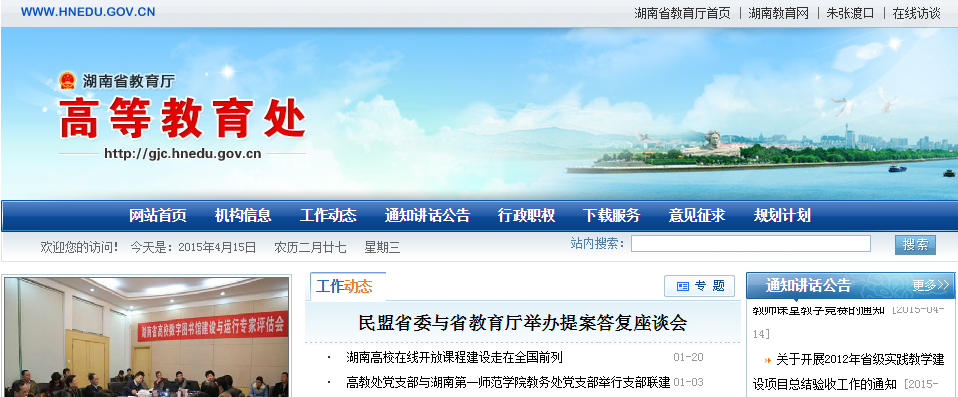 WWW.HNEDU.GOV.CN
湖南省教育厅首页 | 湖南教育网 | 朱张渡口 | 在线访谈
湖南省教育厅
高等教育处
http://gjc.hnedu.gov.cn
网站首页 机构信息 工作动态 通知讲话公告 行政职权 下载服务 意见征求 规划计划
欢迎您的访问! 今天是：2015年4月15日 农历二月廿七 星期三
站内搜索： 搜索
湖南省高校数字图书馆建设与运行专家评估会
工作动态 专 题
民盟省委与省教育厅举办提案答复座谈会
· 湖南高校在线开放课程建设走在全国前列 01-20
· 高教处党支部与湖南第一师范学院教务处党支部举行支部联建 01-03
通知讲话公告 更多>>
教师课堂教学竞赛的通知 [2015-04-
14]
关于开展2012年省级实践教学建
设项目总结验收工作的通知 [2015-